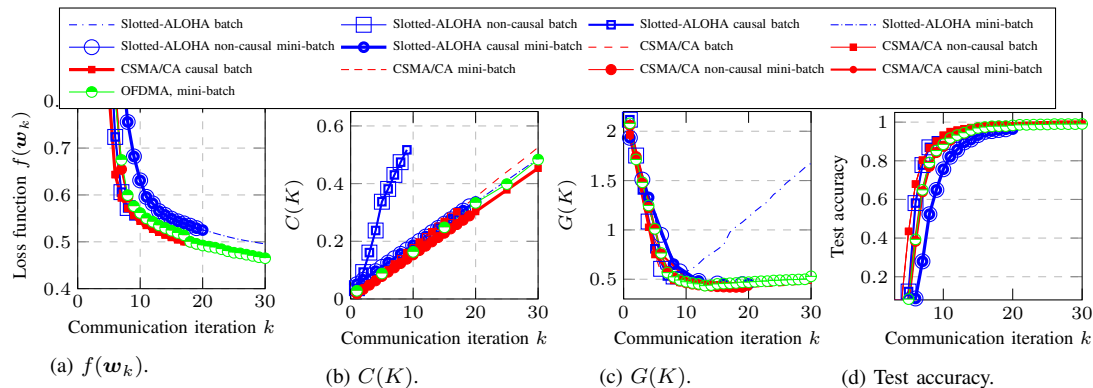 Slotted-ALOHA batch
Slotted-ALOHA non-causal batch
Slotted-ALOHA causal batch
Slotted-ALOHA mini-batch
Slotted-ALOHA non-causal mini-batch
Slotted-ALOHA causal mini-batch
CSMA/CA batch
CSMA/CA non-causal batch
CSMA/CA causal batch
CSMA/CA mini-batch
CSMA/CA non-causal mini-batch
CSMA/CA causal mini-batch
OFDMA, mini-batch
0.
0.7
0.6
0.5
0.4
Loss function f(w_k)
10 20 30
Communication iteration k
(a) f(w_k).
0.6
0.4
0.2
0
C(K)
0 10 20 30
Communication iteration k
(b) C(K).
2
1.5
1
0.5
G(K)
0 10 20 30
Communication iteration k
(c) G(K).
1
0.8
0.6
0.4
0.2
Test accuracy
10 20 30
Communication iteration k
(d) Test accuracy.